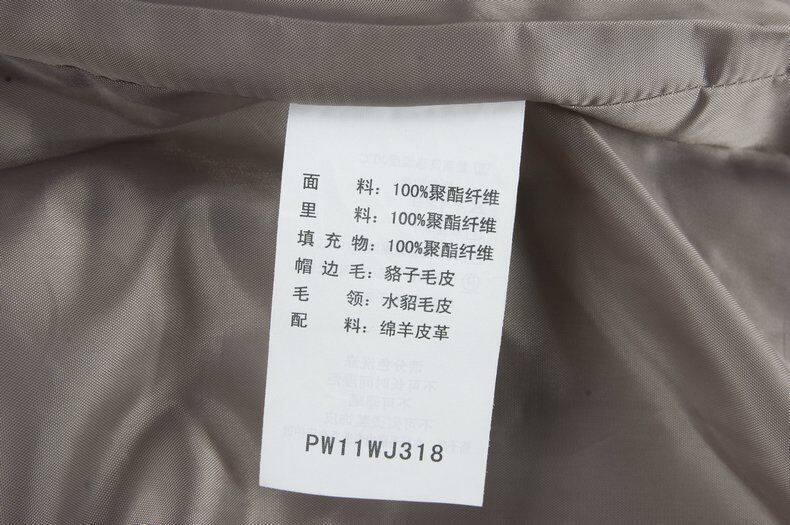 面 料：100%聚酯纤维
里 料：100%聚酯纤维
填 充 物：100%聚酯纤维
帽 边 毛：貉子毛皮
毛 领：水貂毛皮
配 料：绵羊皮革
PW11WJ318